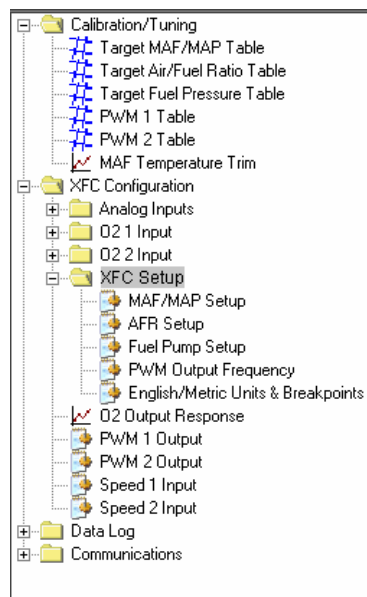 Calibration/Tuning
Target MAF/MAP Table
Target Air/Fuel Ratio Table
Target Fuel Pressure Table
PWM 1 Table
PWM 2 Table
MAF Temperature Trim
XFC Configuration
Analog Inputs
O2 1 Input
O2 2 Input
XFC Setup
MAF/MAP Setup
AFR Setup
Fuel Pump Setup
PWM Output Frequency
English/Metric Units & Breakpoints
O2 Output Response
PWM 1 Output
PWM 2 Output
Speed 1 Input
Speed 2 Input
Data Log
Communications